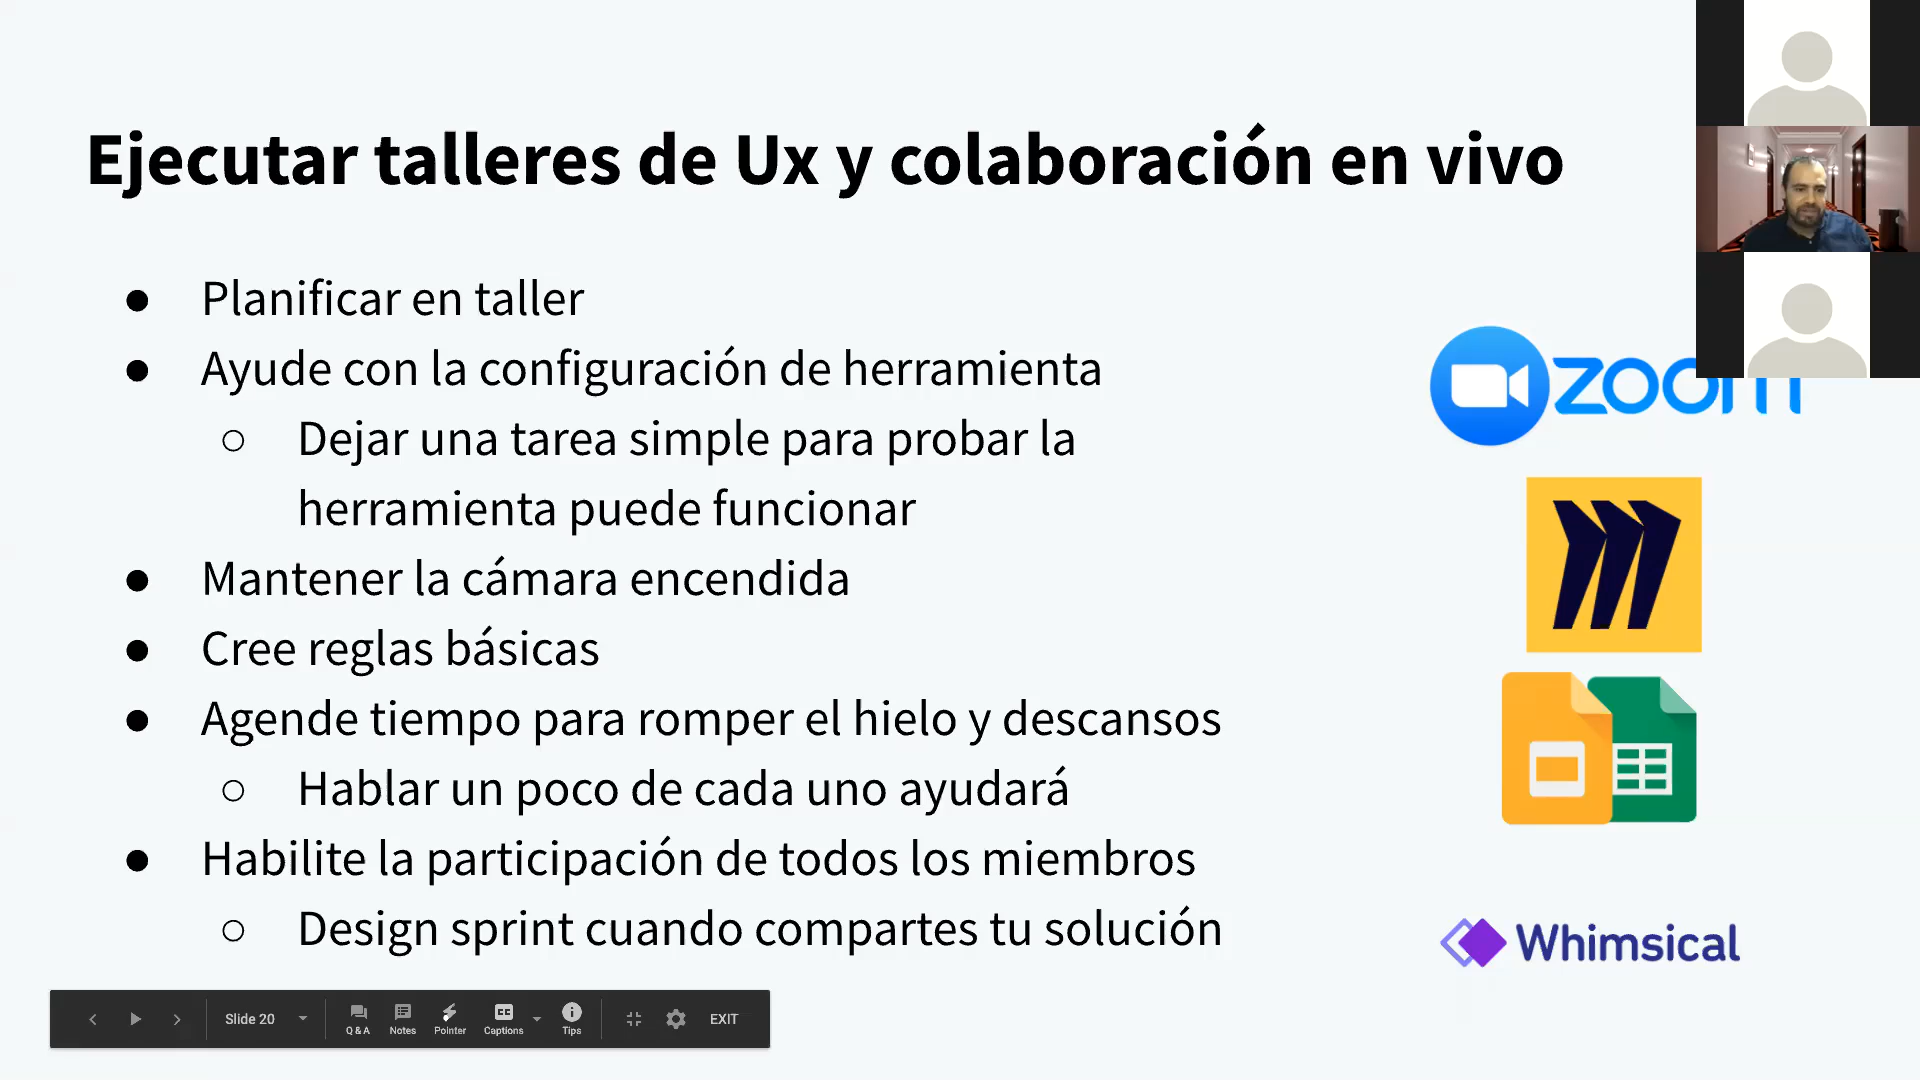 Ejecutar talleres de Ux y colaboración en vivo
● Planificar en taller
● Ayude con la configuración de herramienta
○ Dejar una tarea simple para probar la
herramienta puede funcionar
● Mantener la cámara encendida
● Cree reglas básicas
● Agende tiempo para romper el hielo y descansos
○ Hablar un poco de cada uno ayudará
● Habilite la participación de todos los miembros
○ Design sprint cuando compartes tu solución
zoom
Whimsical
Slide 20
Q & A
Notes
Pointer
Captions
Tips
EXIT